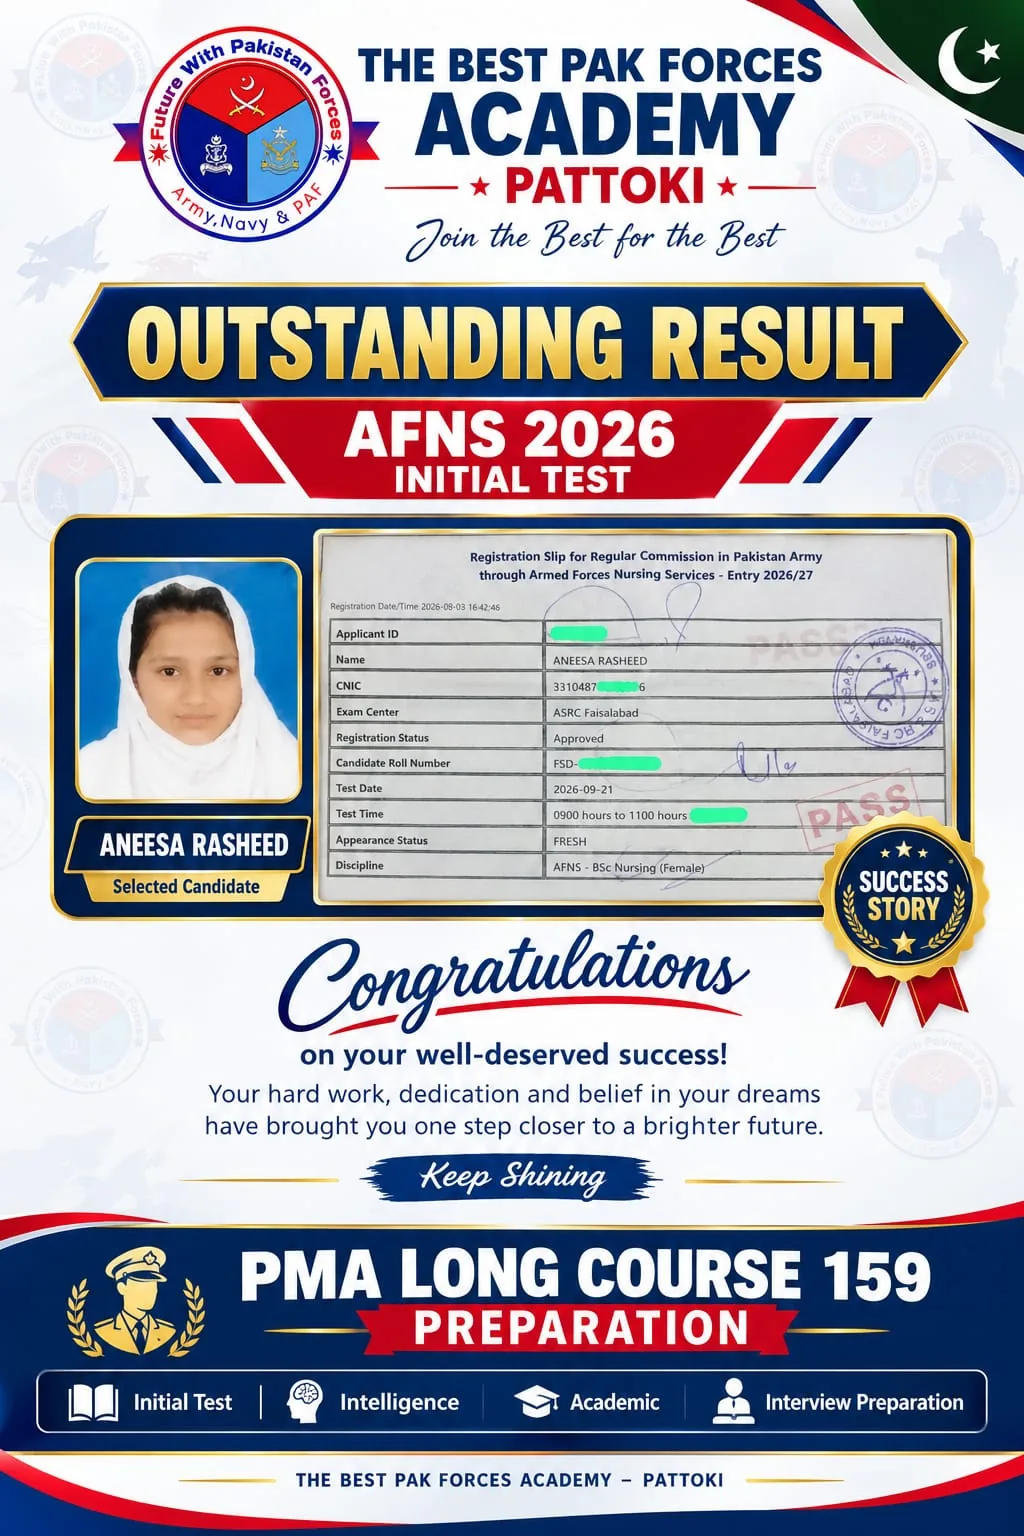 Future With Pakistan Forces
Army, Navy & PAF
THE BEST PAK FORCES
ACADEMY
PATTOKI
Join the Best for the Best
OUTSTANDING RESULT
AFNS 2026
INITIAL TEST
Registration Slip for Regular Commission in Pakistan Army
through Armed Forces Nursing Services - Entry 2026/27
Registration Date/Time 2026-08-03 16:42:46
Applicant ID
Name ANEESA RASHEED
CNIC 3310487 6
Exam Center ASRC Faisalabad
Registration Status Approved
Candidate Roll Number FSD-
Test Date 2026-09-21
Test Time 0900 hours to 1100 hours
Appearance Status FRESH
Discipline AFNS - BSc Nursing (Female)
PASS
PASS
ANEESA RASHEED
Selected Candidate
SUCCESS
STORY
Congratulations
on your well-deserved success!
Your hard work, dedication and belief in your dreams
have brought you one step closer to a brighter future.
Keep Shining
PMA LONG COURSE 159
PREPARATION
Initial Test
Intelligence
Academic
Interview Preparation
THE BEST PAK FORCES ACADEMY – PATTOKI